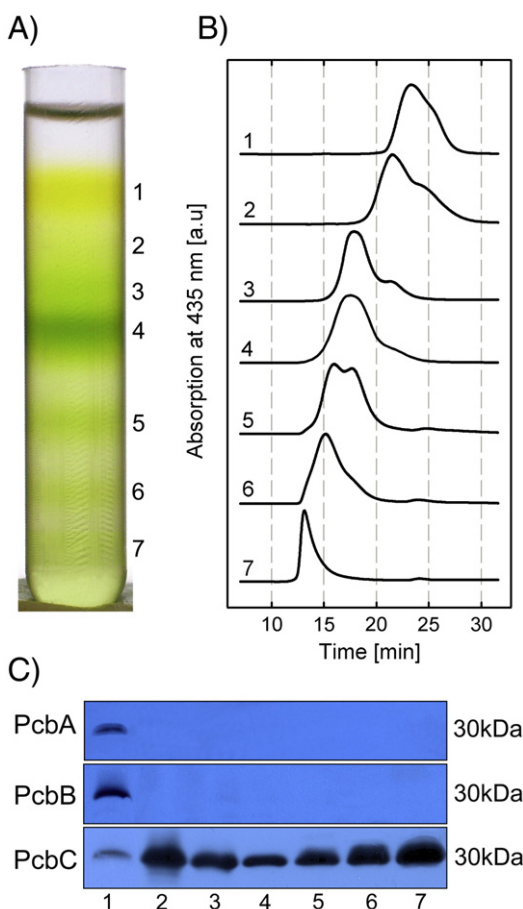 A)
1
2
3
4
5
6
7
B)
Absorption at 435 nm [a.u]
1
2
3
4
5
6
7
10 15 20 25 30
Time [min]
C)
PcbA 30kDa
PcbB 30kDa
PcbC 30kDa
1 2 3 4 5 6 7